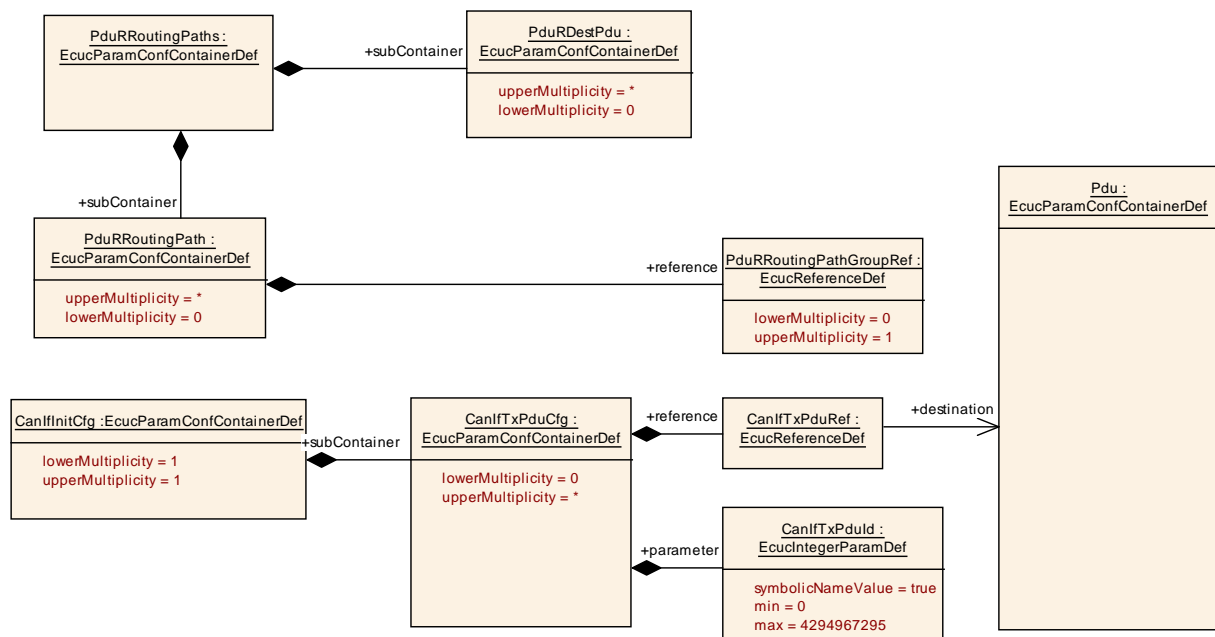 PduRRoutingPaths :
EcucParamConfContainerDef
+subContainer
PduRDestPdu :
EcucParamConfContainerDef
upperMultiplicity = *
lowerMultiplicity = 0
+subContainer
PduRRoutingPath :
EcucParamConfContainerDef
upperMultiplicity = *
lowerMultiplicity = 0
+reference
PduRRoutingPathGroupRef :
EcucReferenceDef
lowerMultiplicity = 0
upperMultiplicity = 1
Pdu :
EcucParamConfContainerDef
CanIfInitCfg :EcucParamConfContainerDef
lowerMultiplicity = 1
upperMultiplicity = 1
+subContainer
CanIfTxPduCfg :
EcucParamConfContainerDef
lowerMultiplicity = 0
upperMultiplicity = *
+reference
CanIfTxPduRef :
EcucReferenceDef
+destination
+parameter
CanIfTxPduId :
EcucIntegerParamDef
symbolicNameValue = true
min = 0
max = 4294967295